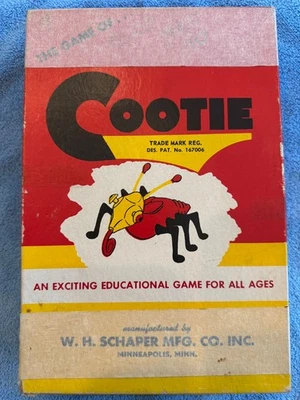 THE GAME OF
COOTIE
TRADE MARK REG.
DES. PAT. No. 167006
AN EXCITING EDUCATIONAL GAME FOR ALL AGES
manufactured by
W. H. SCHAPER MFG. CO. INC.
MINNEAPOLIS, MINN.